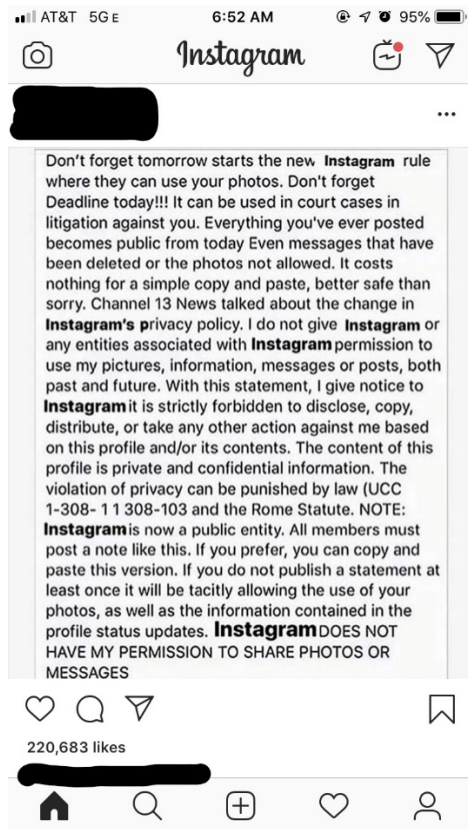 AT&T 5GE 6:52 AM 95%
Instagram
Don't forget tomorrow starts the new Instagram rule
where they can use your photos. Don't forget
Deadline today!!! It can be used in court cases in
litigation against you. Everything you've ever posted
becomes public from today Even messages that have
been deleted or the photos not allowed. It costs
nothing for a simple copy and paste, better safe than
sorry. Channel 13 News talked about the change in
Instagram's privacy policy. I do not give Instagram or
any entities associated with Instagram permission to
use my pictures, information, messages or posts, both
past and future. With this statement, I give notice to
Instagram it is strictly forbidden to disclose, copy,
distribute, or take any other action against me based
on this profile and/or its contents. The content of this
profile is private and confidential information. The
violation of privacy can be punished by law (UCC
1-308- 1 1 308-103 and the Rome Statute. NOTE:
Instagram is now a public entity. All members must
post a note like this. If you prefer, you can copy and
paste this version. If you do not publish a statement at
least once it will be tacitly allowing the use of your
photos, as well as the information contained in the
profile status updates. Instagram DOES NOT
HAVE MY PERMISSION TO SHARE PHOTOS OR
MESSAGES
220,683 likes